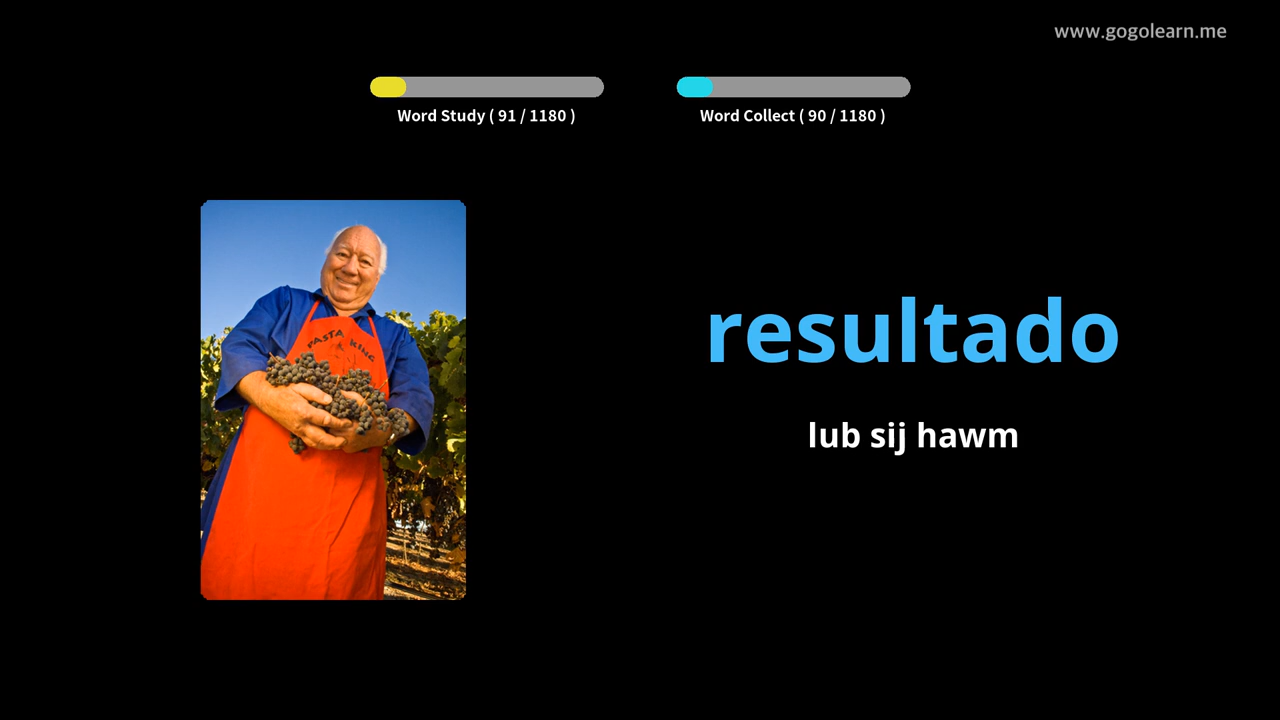 www.gogolearn.me
Word Study ( 91 / 1180 )
Word Collect ( 90 / 1180 )
PASTA KING
resultado
lub sij hawm